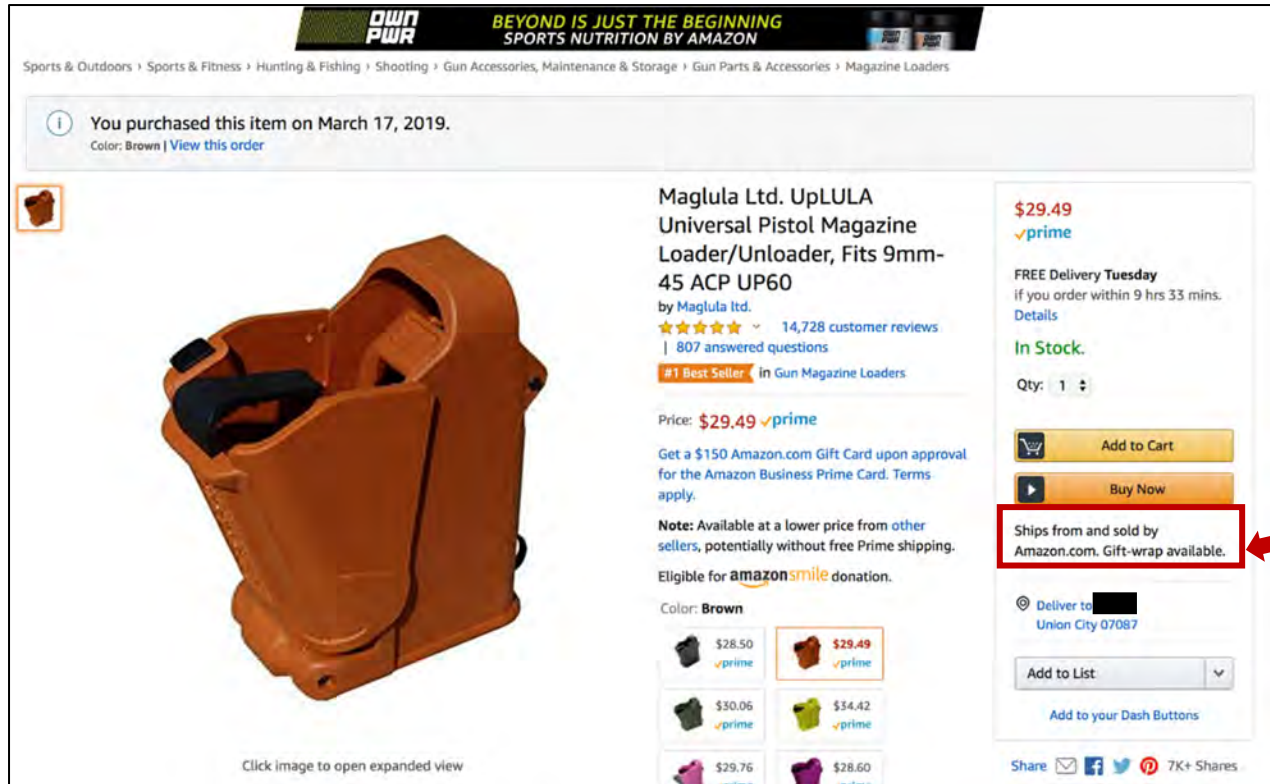 OWN
PWR
BEYOND IS JUST THE BEGINNING
SPORTS NUTRITION BY AMAZON
OWN
PWR
OWN
PWR
Sports & Outdoors › Sports & Fitness › Hunting & Fishing › Shooting › Gun Accessories, Maintenance & Storage › Gun Parts & Accessories › Magazine Loaders
You purchased this item on March 17, 2019.
Color: Brown | View this order
Maglula Ltd. UpLULA
Universal Pistol Magazine
Loader/Unloader, Fits 9mm-
45 ACP UP60
by Maglula ltd.
14,728 customer reviews
| 807 answered questions
#1 Best Seller in Gun Magazine Loaders
Price: $29.49 prime
Get a $150 Amazon.com Gift Card upon approval
for the Amazon Business Prime Card. Terms
apply.
Note: Available at a lower price from other
sellers, potentially without free Prime shipping.
Eligible for amazonsmile donation.
Color: Brown
$28.50
prime
$29.49
prime
$30.06
prime
$34.42
prime
$29.76
prime
$28.60
prime
Click image to open expanded view
$29.49
prime
FREE Delivery Tuesday
if you order within 9 hrs 33 mins.
Details
In Stock.
Qty: 1
Add to Cart
Buy Now
Ships from and sold by
Amazon.com. Gift-wrap available.
Deliver to
Union City 07087
Add to List
Add to your Dash Buttons
Share 7K+ Shares